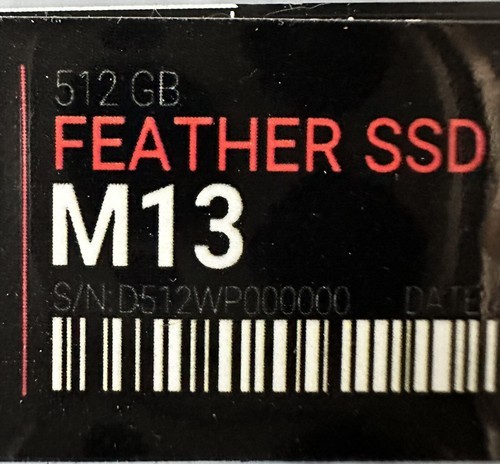 512 GB
FEATHER SSD
M13
S/N:D512WP000000 DATE